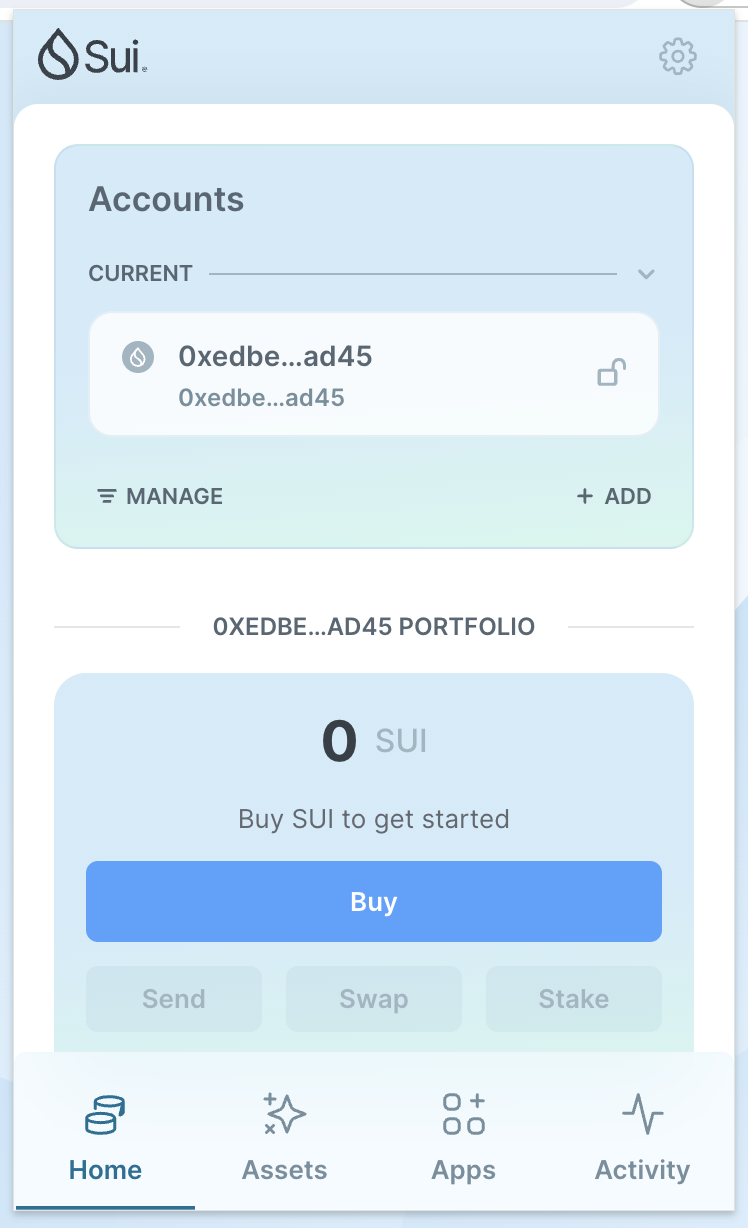 Sui
Accounts
CURRENT
0xedbe...ad45
0xedbe...ad45
MANAGE
+ ADD
0XEDBE...AD45 PORTFOLIO
0 SUI
Buy SUI to get started
Buy
Send Swap Stake
Home Assets Apps Activity